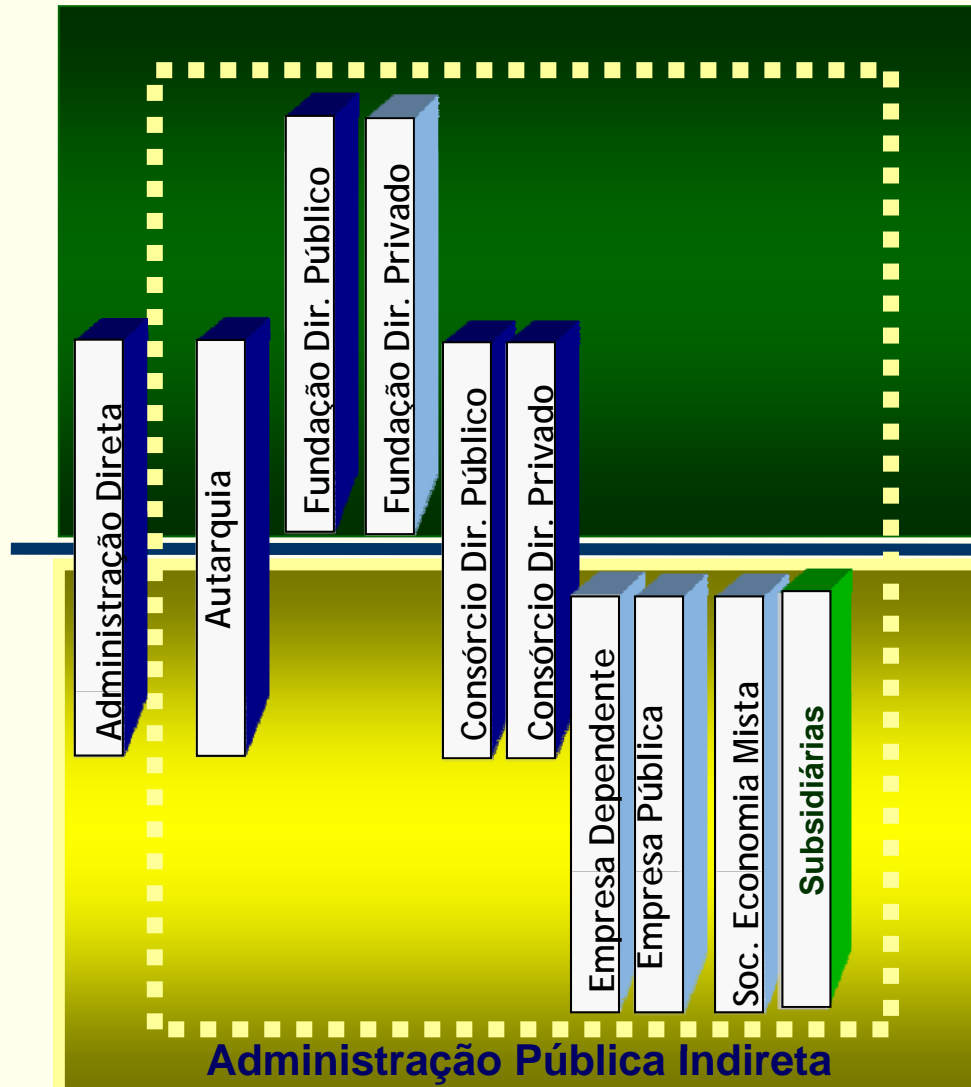 Administração Direta
Autarquia
Fundação Dir. Público
Fundação Dir. Privado
Consórcio Dir. Público
Consórcio Dir. Privado
Empresa Dependente
Empresa Pública
Soc. Economia Mista
Subsidiárias
Administração Pública Indireta